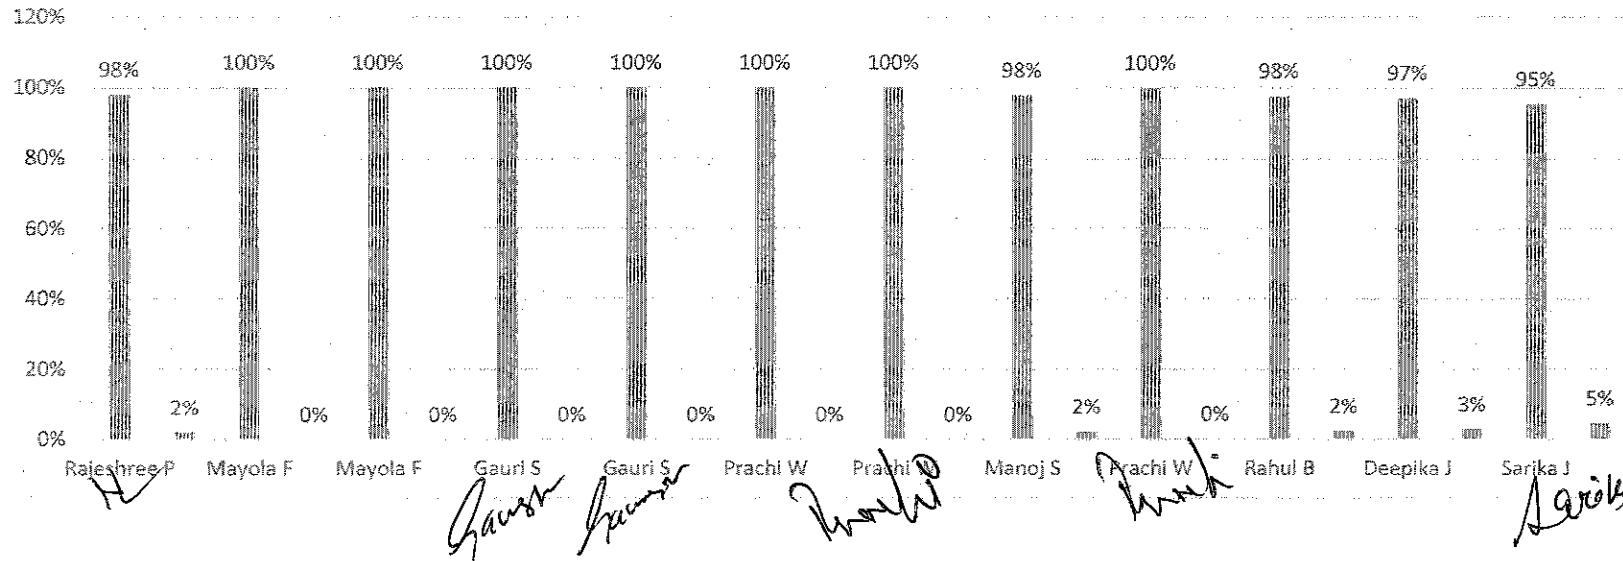 120%
98% 100% 100% 100% 100% 100% 100% 98% 100% 98% 97% 95%
100%
80%
60%
40%
20%
2% 0% 0% 0% 0% 0% 0% 2% 0% 2% 3% 5%
0%
Rajeshree P Mayola F Mayola F Gauri S Gauri S Prachi W Prachi W Manoj S Prachi W Rahul B Deepika J Sarika J